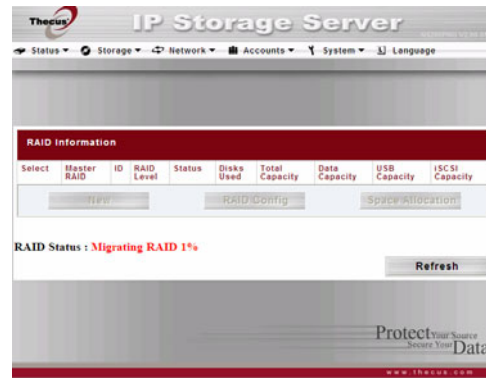 Thecus
IP Storage Server
Status Storage Network Accounts System Language
RAID Information
Select Master RAID ID RAID Level Status Disks Used Total Capacity Data Capacity USB Capacity iSCSI Capacity
New RAID Config Space Allocation
RAID Status : Migrating RAID 1%
Refresh
Protect Your Source
Secure Your Data
www.thecus.com